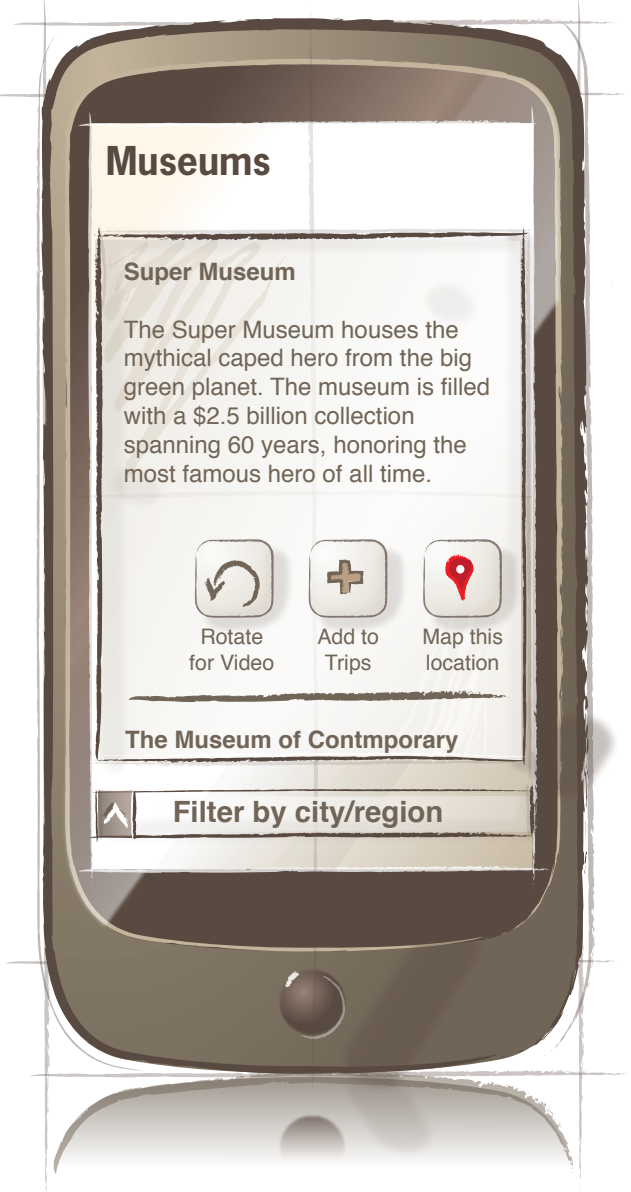 Museums
Super Museum
The Super Museum houses the
mythical caped hero from the big
green planet. The museum is filled
with a $2.5 billion collection
spanning 60 years, honoring the
most famous hero of all time.
Rotate
for Video
Add to
Trips
Map this
location
The Museum of Contmporary
Filter by city/region